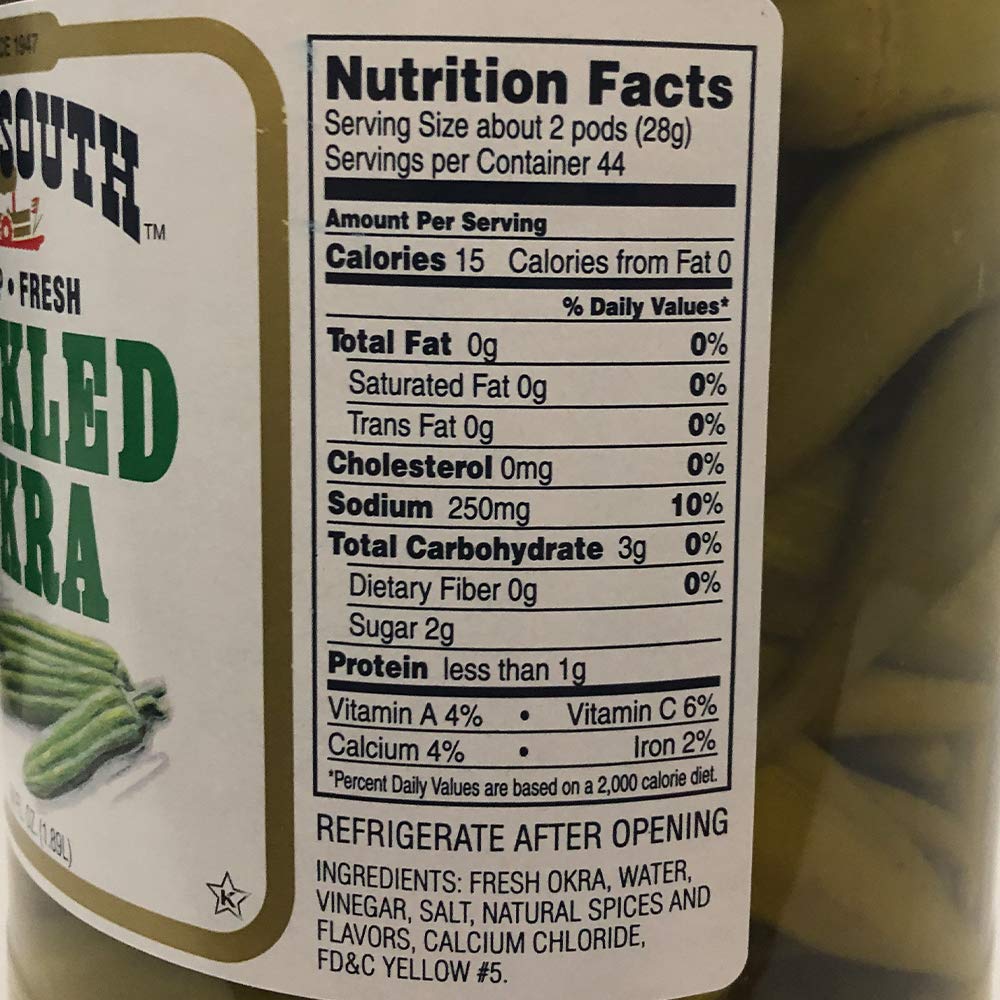 CE 1947
SOUTH
TM
P • FRESH
KLED
KRA
OZ. (1.89L)
K
Nutrition Facts
Serving Size about 2 pods (28g)
Servings per Container 44
Amount Per Serving
Calories 15 Calories from Fat 0
% Daily Values*
Total Fat 0g 0%
Saturated Fat 0g 0%
Trans Fat 0g 0%
Cholesterol 0mg 0%
Sodium 250mg 10%
Total Carbohydrate 3g 0%
Dietary Fiber 0g 0%
Sugar 2g
Protein less than 1g
Vitamin A 4% • Vitamin C 6%
Calcium 4% • Iron 2%
*Percent Daily Values are based on a 2,000 calorie diet.
REFRIGERATE AFTER OPENING
INGREDIENTS: FRESH OKRA, WATER,
VINEGAR, SALT, NATURAL SPICES AND
FLAVORS, CALCIUM CHLORIDE,
FD&C YELLOW #5.